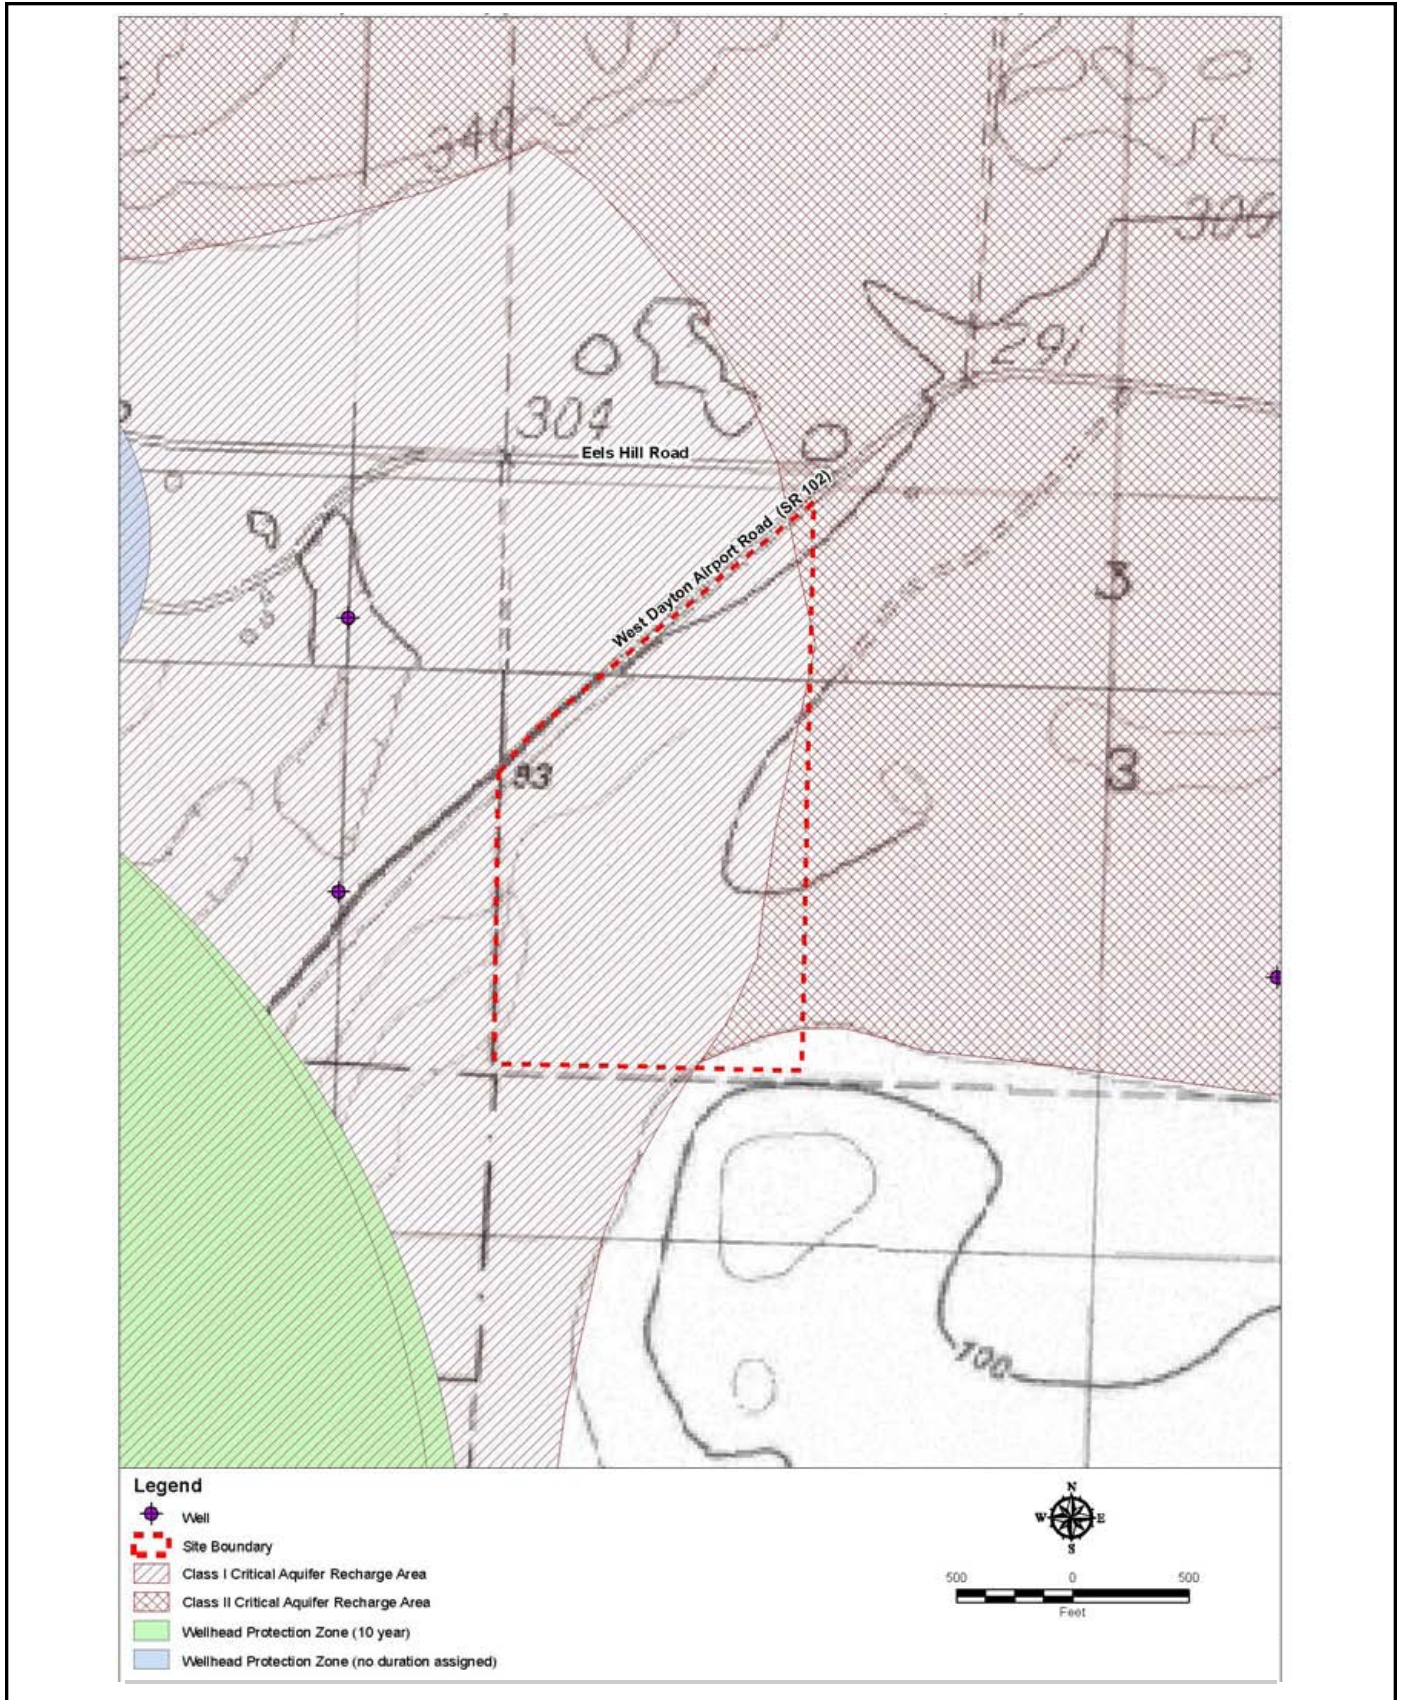 340
306
291
304
Eels Hill Road
West Dayton Airport Road (SR 102)
3
93
3
700
Legend
Well
Site Boundary
Class I Critical Aquifer Recharge Area
Class II Critical Aquifer Recharge Area
Wellhead Protection Zone (10 year)
Wellhead Protection Zone (no duration assigned)
N
W E
S
500 0 500
Feet